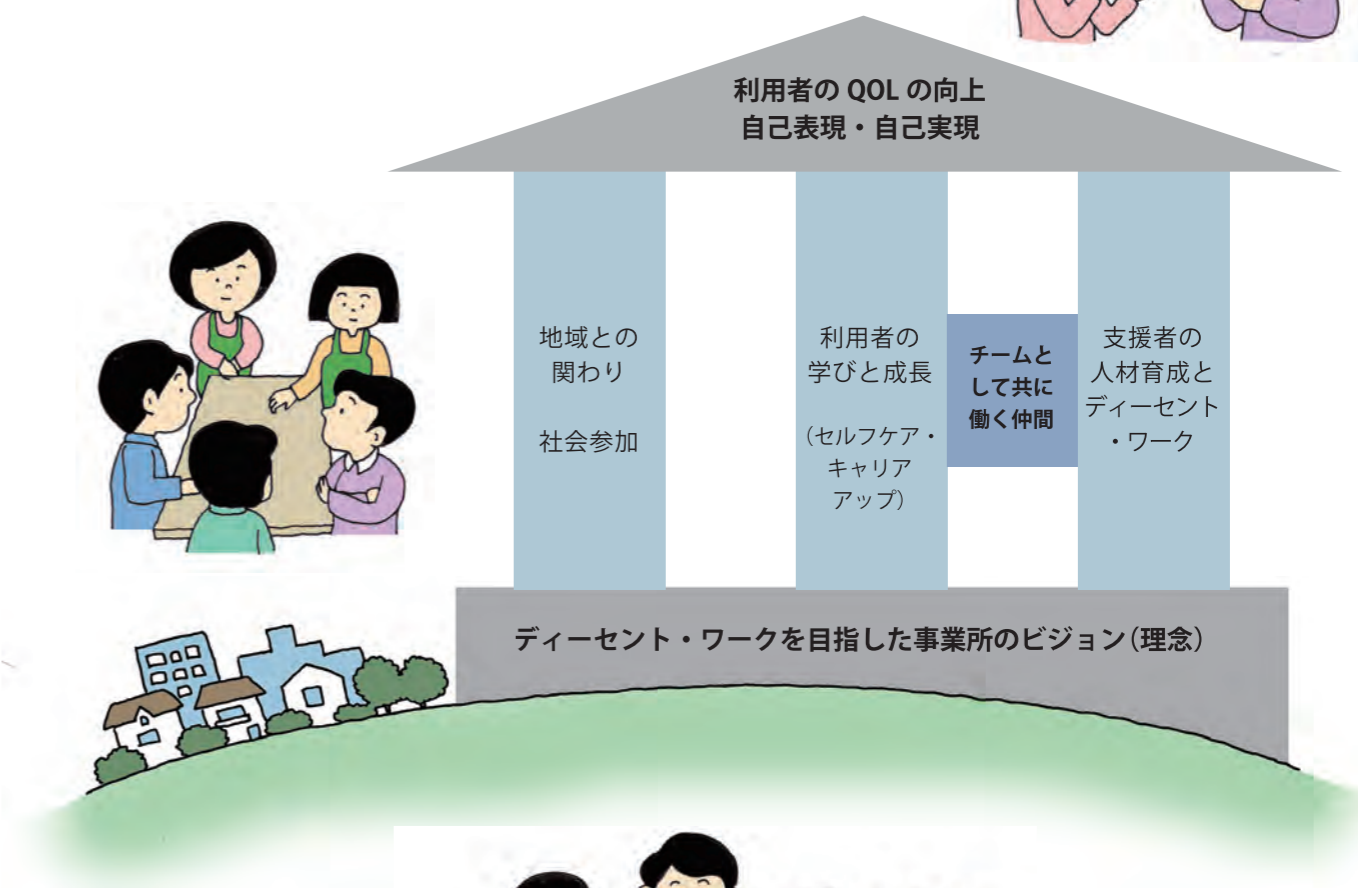 利用者の QOL の向上
自己表現・自己実現
地域との
関わり
社会参加
利用者の
学びと成長
（セルフケア・
キャリア
アップ）
チームと
して共に
働く仲間
支援者の
人材育成と
ディーセント
・ワーク
ディーセント・ワークを目指した事業所のビジョン（理念）